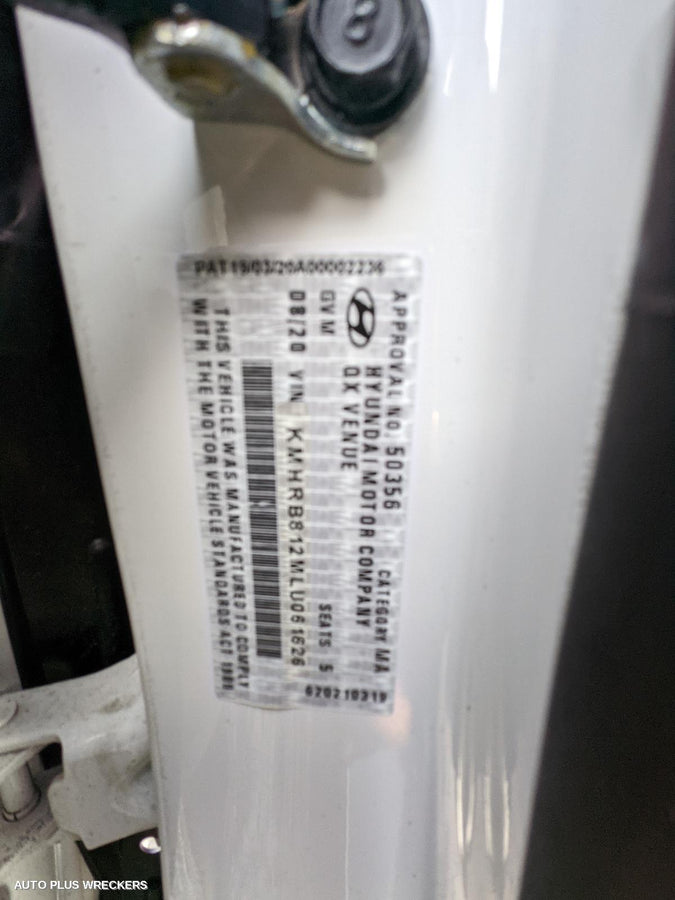 APPROVAL NO. 50356 CATEGORY MA
HYUNDAI MOTOR COMPANY
QX VENUE
GVM SEATS 5
08/20 VIN KMHRB812MLU061626
THIS VEHICLE WAS MANUFACTURED TO COMPLY
WITH THE MOTOR VEHICLE STANDARDS ACT 1989
PAT19/03/20A00002236
AUTO PLUS WRECKERS